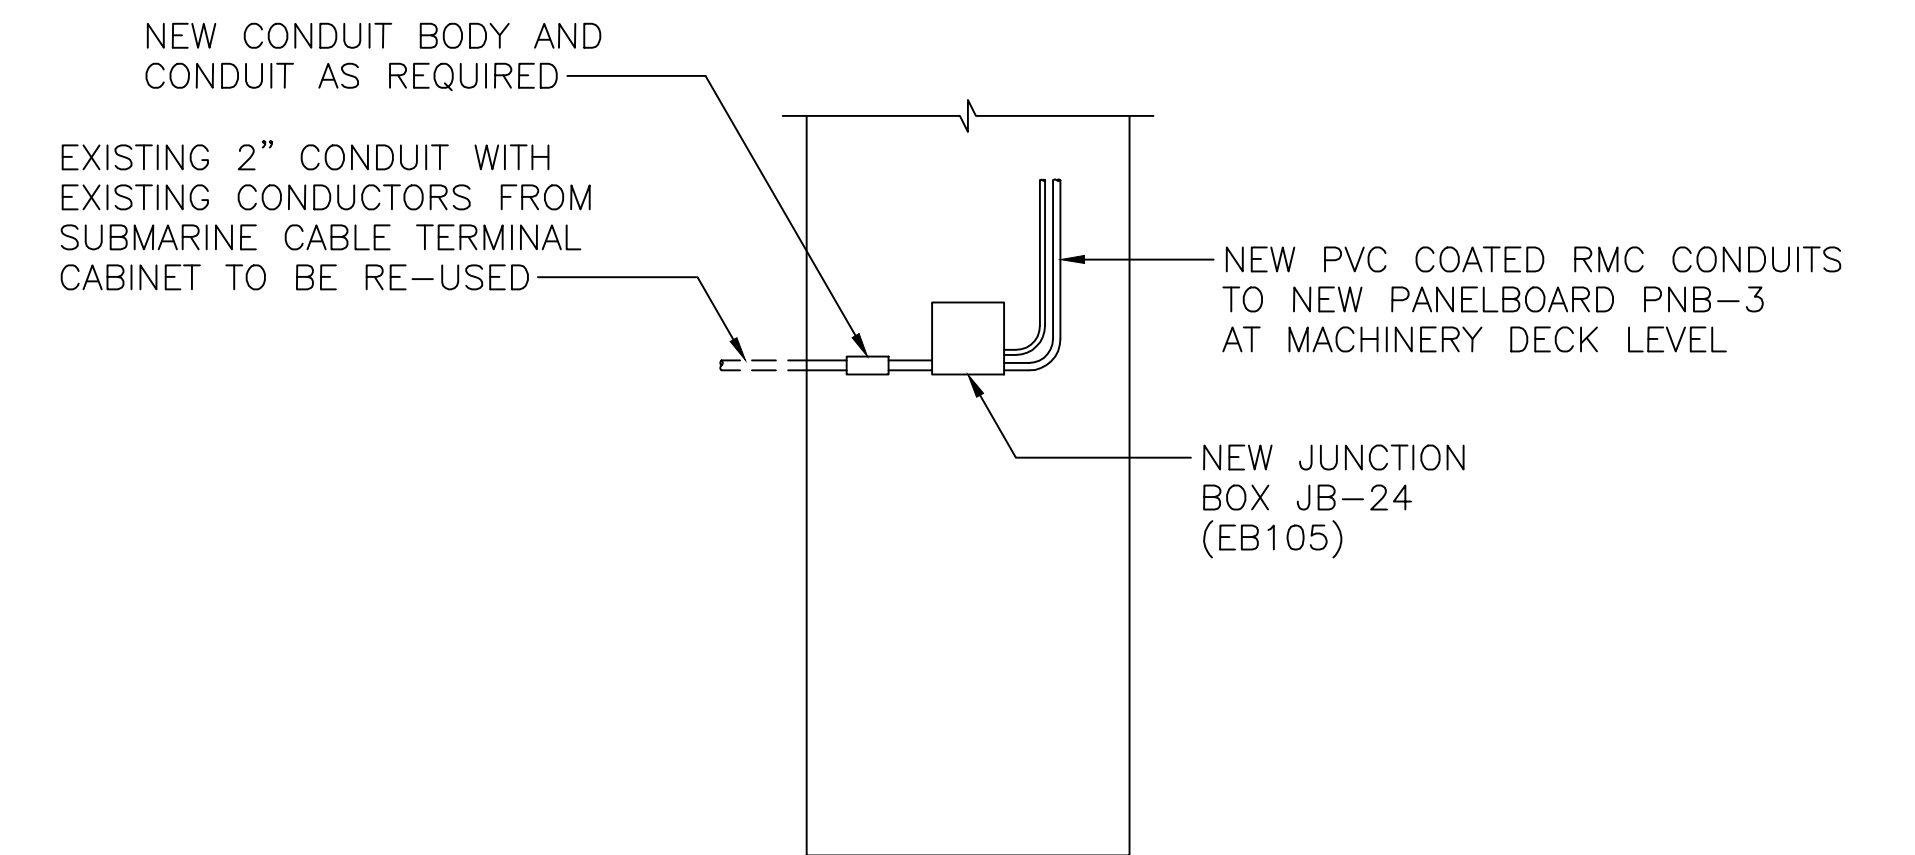 NEW CONDUIT BODY AND
CONDUIT AS REQUIRED
EXISTING 2” CONDUIT WITH
EXISTING CONDUCTORS FROM
SUBMARINE CABLE TERMINAL
CABINET TO BE RE-USED
NEW PVC COATED RMC CONDUITS
TO NEW PANELBOARD PNB-3
AT MACHINERY DECK LEVEL
NEW JUNCTION
BOX JB-24
(EB105)